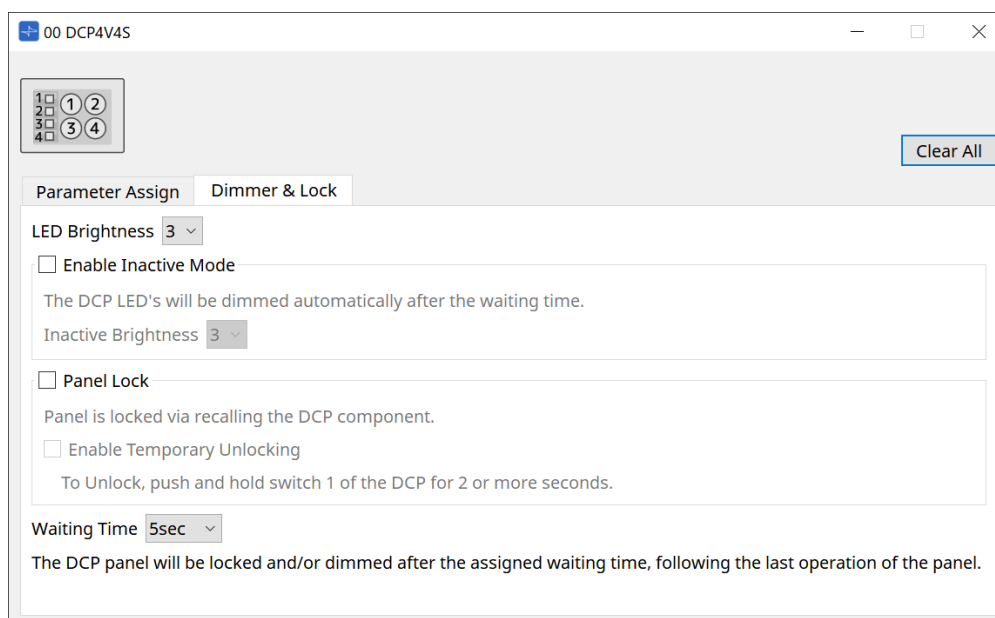 00 DCP4V4S
1 1 2
2
3 3 4
4
Clear All
Parameter Assign Dimmer & Lock
LED Brightness 3
Enable Inactive Mode
The DCP LED's will be dimmed automatically after the waiting time.
Inactive Brightness 3
Panel Lock
Panel is locked via recalling the DCP component.
Enable Temporary Unlocking
To Unlock, push and hold switch 1 of the DCP for 2 or more seconds.
Waiting Time 5sec
The DCP panel will be locked and/or dimmed after the assigned waiting time, following the last operation of the panel.